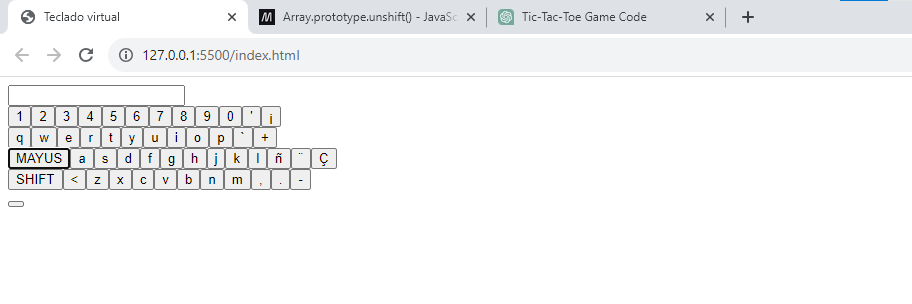 Teclado virtual
Array.prototype.unshift() - JavaSc
Tic-Tac-Toe Game Code
127.0.0.1:5500/index.html
1 2 3 4 5 6 7 8 9 0 ' ¡
q w e r t y u i o p ` +
MAYUS a s d f g h j k l ñ ¨ Ç
SHIFT < z x c v b n m , . -